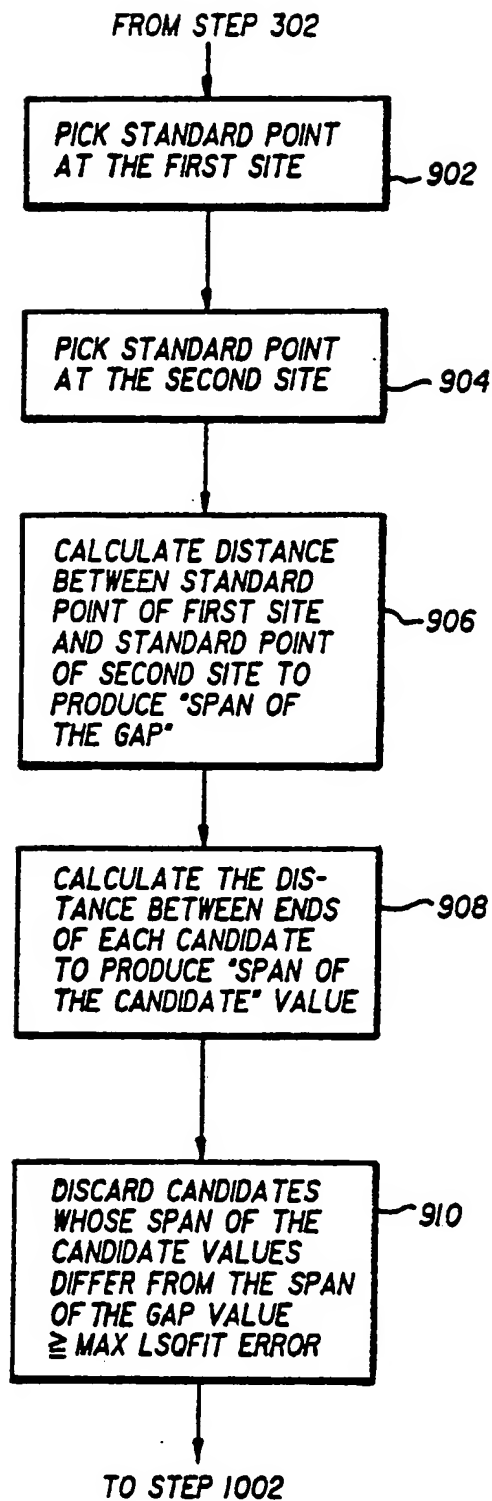 FROM STEP 302
PICK STANDARD POINT
AT THE FIRST SITE
902
PICK STANDARD POINT
AT THE SECOND SITE
904
CALCULATE DISTANCE
BETWEEN STANDARD
POINT OF FIRST SITE
AND STANDARD POINT
OF SECOND SITE TO
PRODUCE "SPAN OF
THE GAP"
906
CALCULATE THE DIS-
TANCE BETWEEN ENDS
OF EACH CANDIDATE
TO PRODUCE "SPAN OF
THE CANDIDATE" VALUE
908
DISCARD CANDIDATES
WHOSE SPAN OF THE
CANDIDATE VALUES
DIFFER FROM THE SPAN
OF THE GAP VALUE
≧ MAX LSQFIT ERROR
910
TO STEP 1002